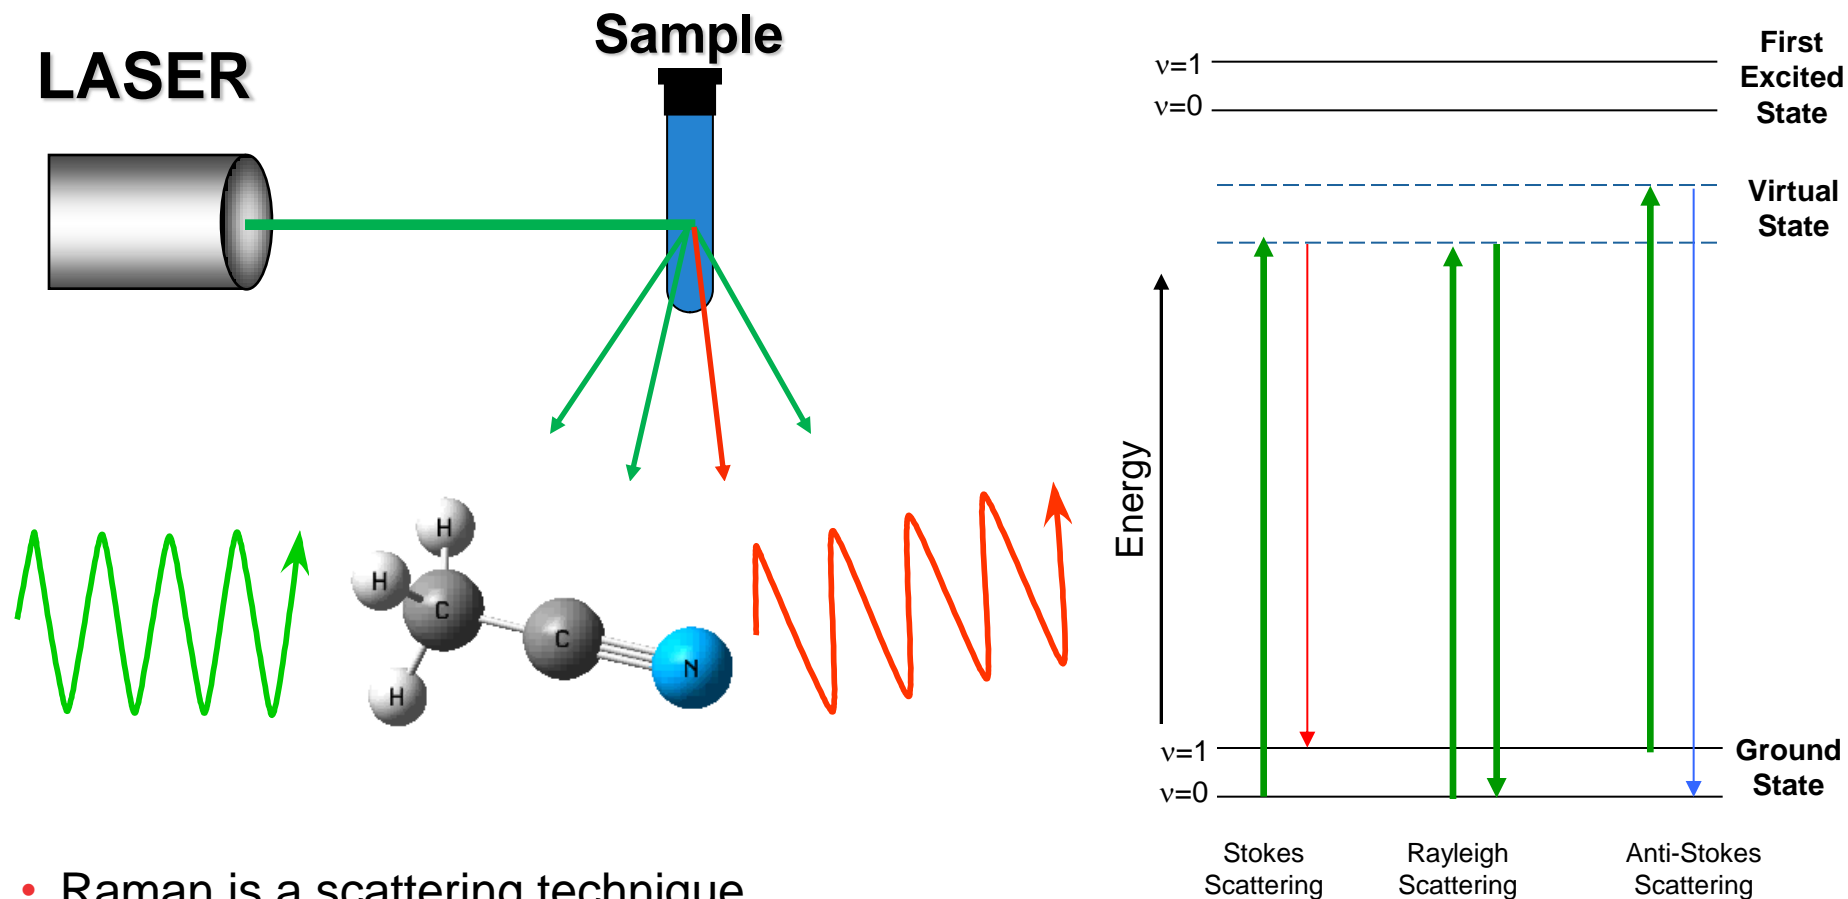 LASER
Sample
H
H
C
C
N
H
• Raman is a scattering technique
ν=1
ν=0
First
Excited
State
Virtual
State
Energy
ν=1
ν=0
Ground
State
Stokes
Scattering
Rayleigh
Scattering
Anti-Stokes
Scattering